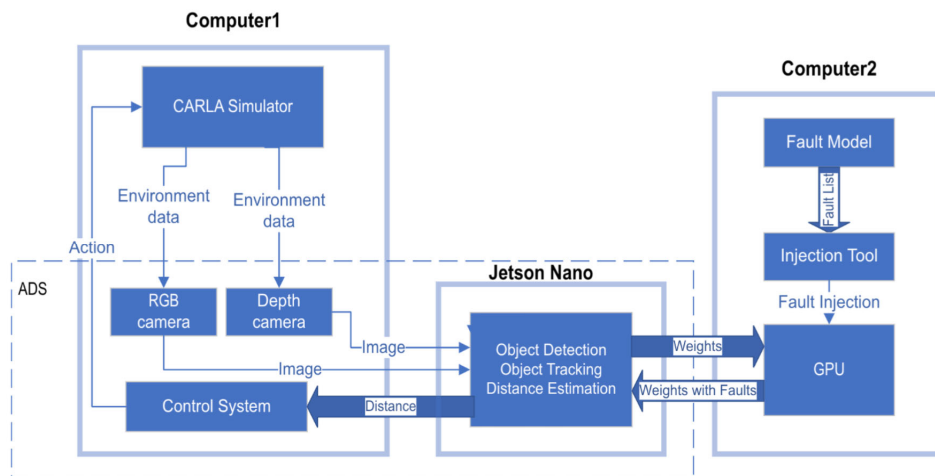 Computer1
Computer2
CARLA Simulator
Fault Model
Environment
data
Environment
data
Fault List
Action
Injection Tool
Jetson Nano
ADS
RGB
camera
Depth
camera
Fault Injection
Image
Object Detection
Object Tracking
Distance Estimation
Weights
GPU
Image
Weights with Faults
Control System
Distance